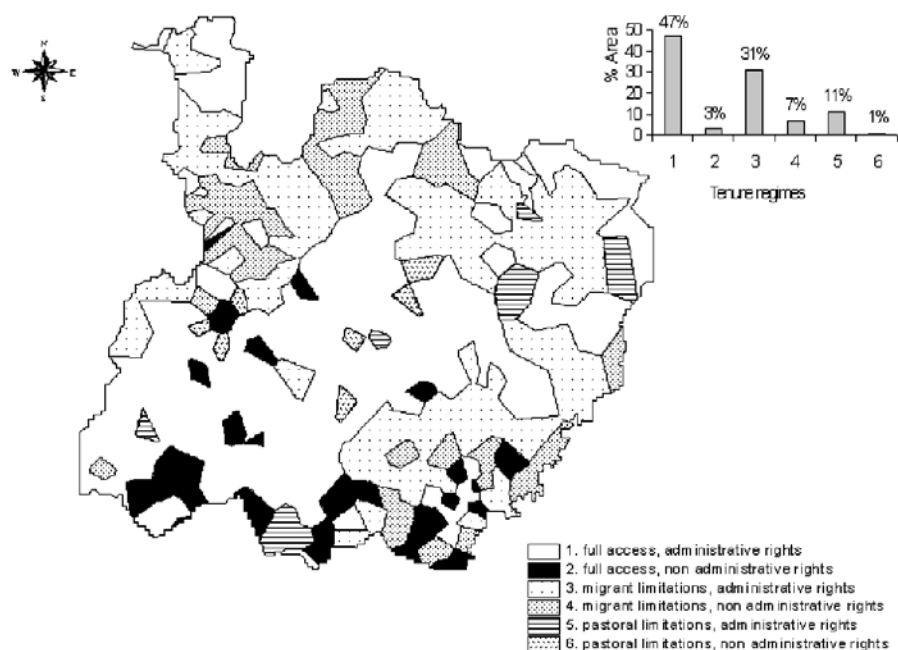 N
W E
S
% Area
50
40
30
20
10
0
47%
3%
31%
7%
11%
1%
1 2 3 4 5 6
Tenure regimes
1. full access, administrative rights
2. full access, non administrative rights
3. migrant limitations, administrative rights
4. migrant limitations, non administrative rights
5. pastoral limitations, administrative rights
6. pastoral limitations, non administrative rights